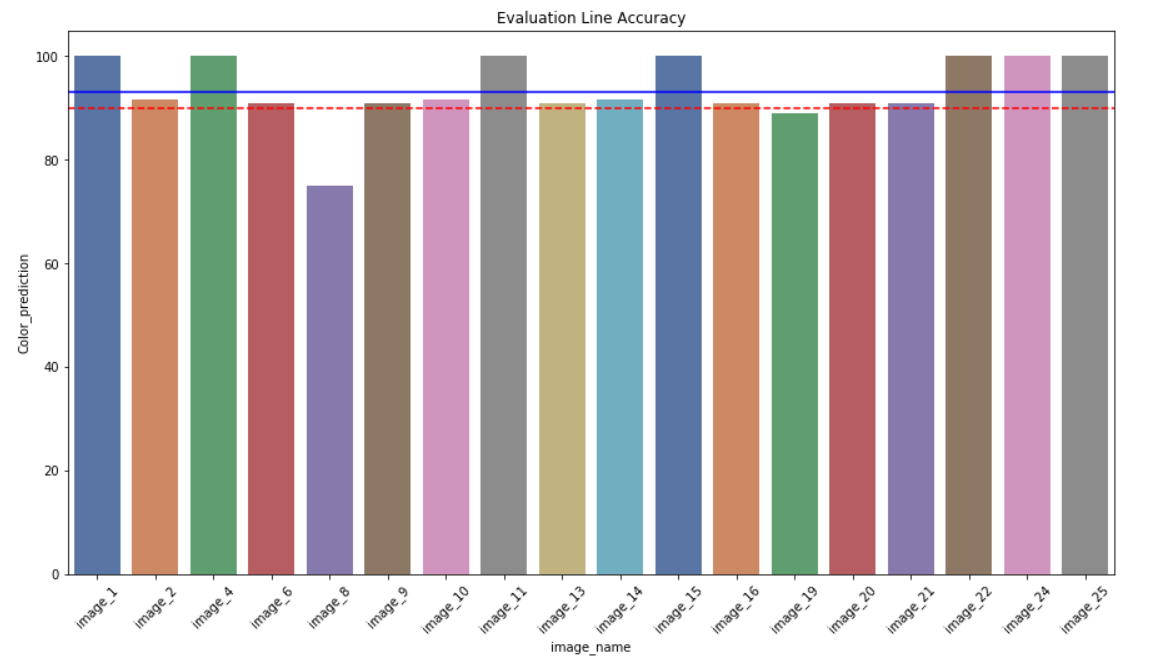 Evaluation Line Accuracy
100
80
60
40
20
0
Color_prediction
image_1
image_2
image_4
image_6
image_8
image_9
image_10
image_11
image_13
image_14
image_15
image_16
image_19
image_20
image_21
image_22
image_24
image_25
image_name